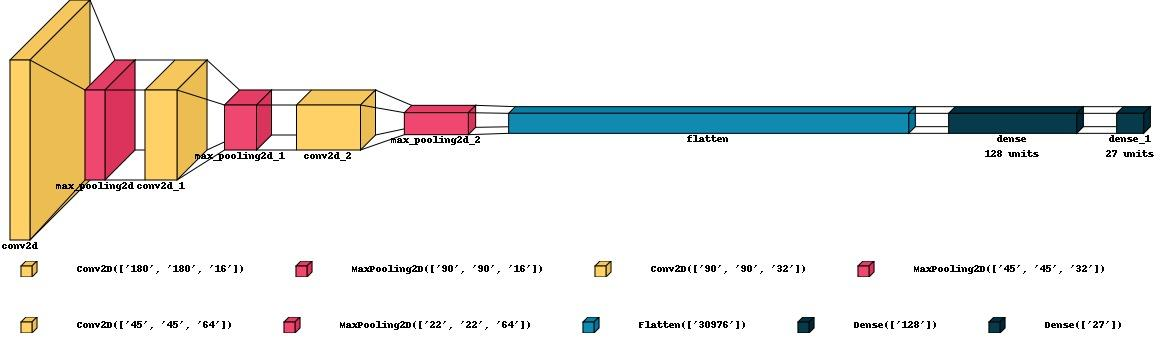 flatten
dense
dense_1
max_pooling2d_2
128 units
27 units
max_pooling2d_1
conv2d_2
max_pooling2d
conv2d_1
conv2d
Conv2D(['180', '180', '16'])
MaxPooling2D(['90', '90', '16'])
Conv2D(['90', '90', '32'])
MaxPooling2D(['45', '45', '32'])
Conv2D(['45', '45', '64'])
MaxPooling2D(['22', '22', '64'])
Flatten(['30976'])
Dense(['128'])
Dense(['27'])